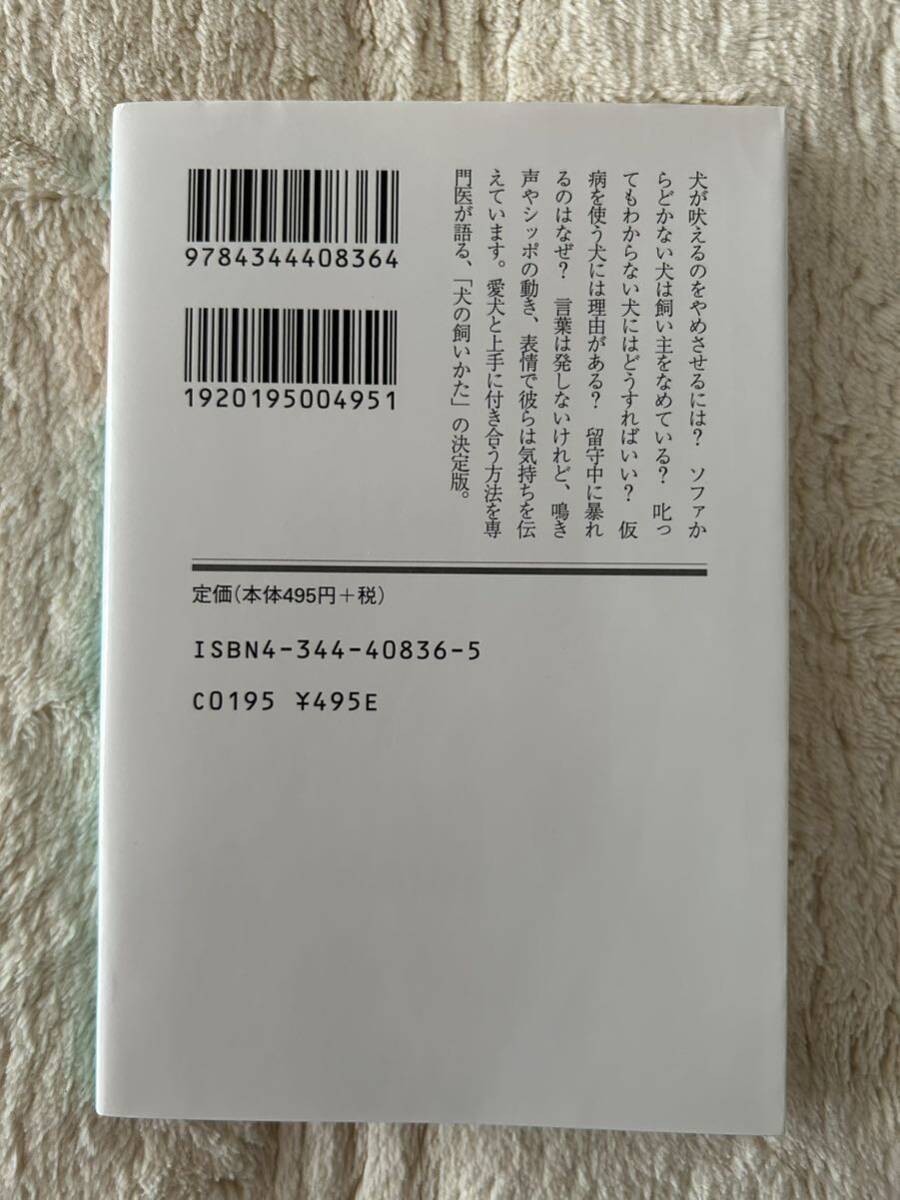 犬が吠えるのをやめさせるには？　ソファか
らどかない犬は飼い主をなめている？　叱っ
てもわからない犬にはどうすればいい？　仮
病を使う犬には理由がある？　留守中に暴れ
るのはなぜ？　言葉は発しないけれど、鳴き
声やシッポの動き、表情で彼らは気持ちを伝
えています。愛犬と上手に付き合う方法を専
門医が語る、「犬の飼いかた」の決定版。
9784344408364
1920195004951
定価（本体495円＋税）
ISBN4-344-40836-5
C0195 ¥495E